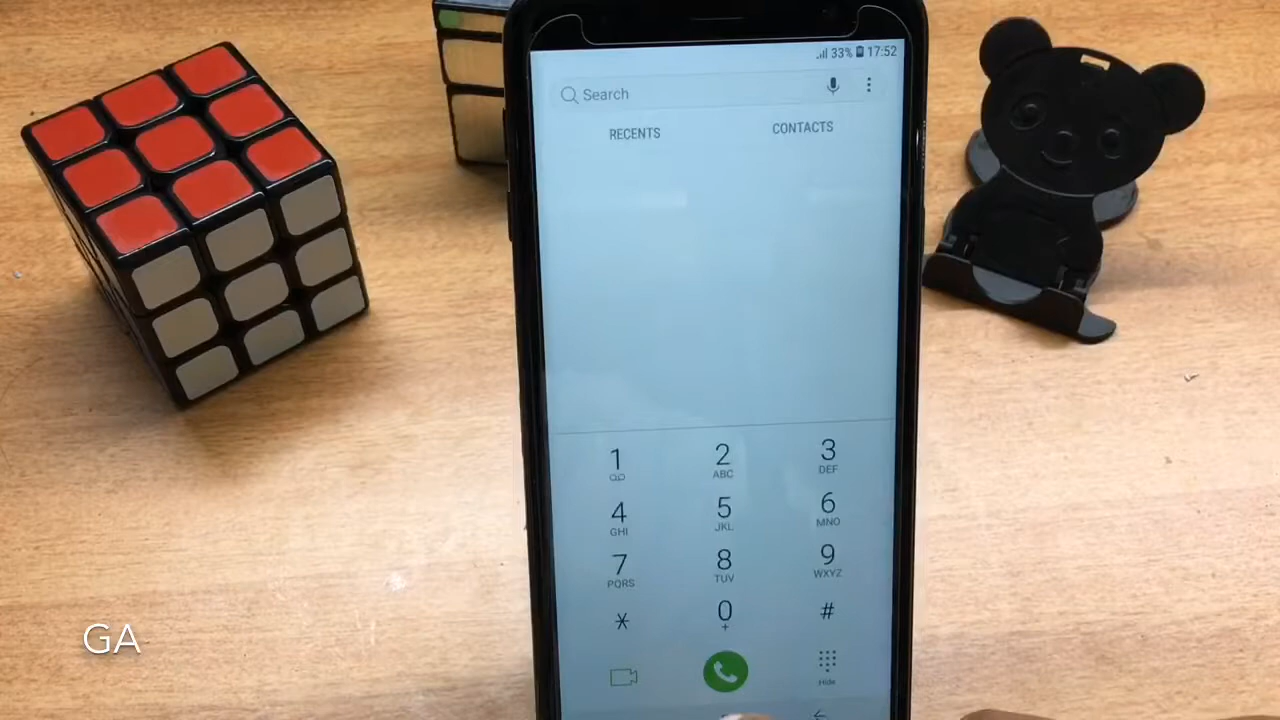 33% 17:52
Search
RECENTS CONTACTS
1 2 3
ABC DEF
4 5 6
GHI JKL MNO
7 8 9
PQRS TUV WXYZ
* 0 #
+
Hide
GA